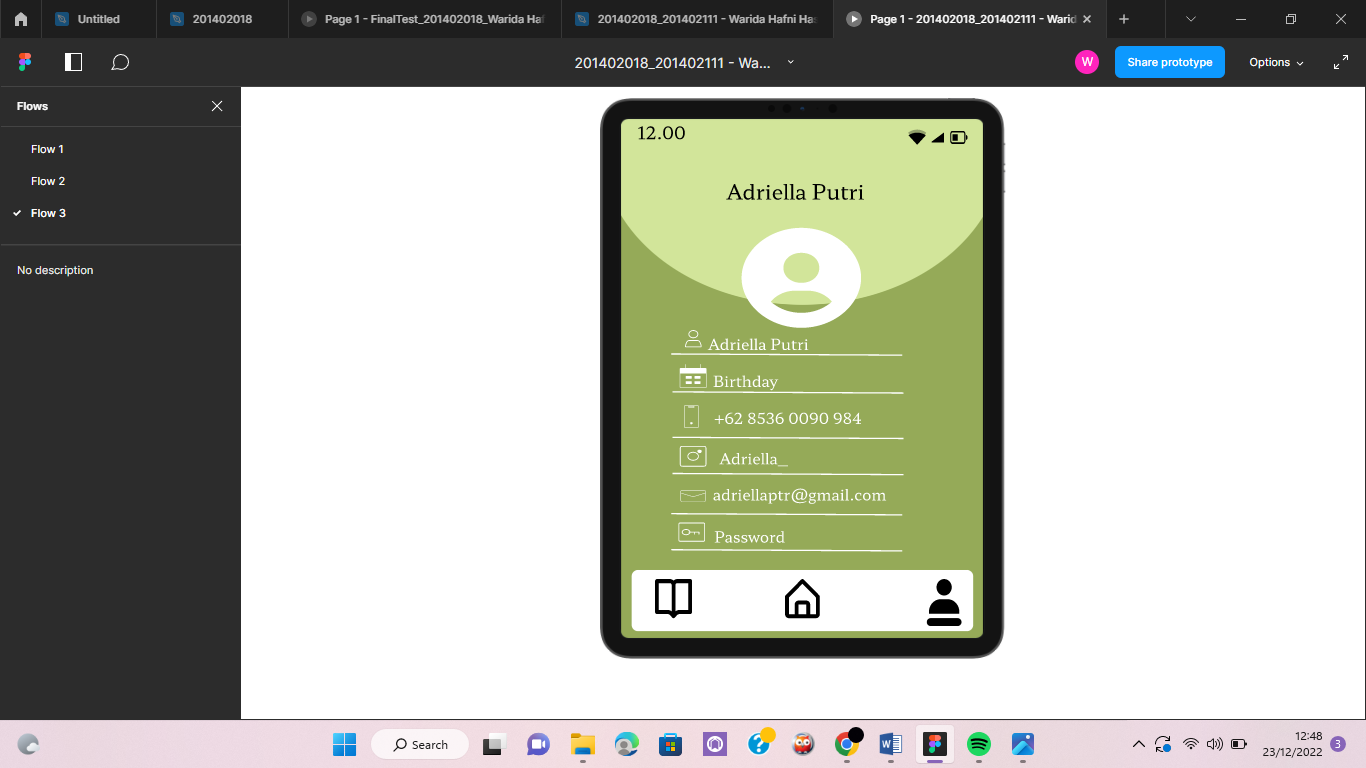 Untitled
201402018
Page 1 - FinalTest_201402018_Warida Haf
201402018_201402111 - Warida Hafni Has
Page 1 - 201402018_201402111 - Warid
201402018_201402111 - Wa...
W
Share prototype
Options
Flows
Flow 1
Flow 2
Flow 3
No description
12.00
Adriella Putri
Adriella Putri
Birthday
+62 8536 0090 984
Adriella_
adriellaptr@gmail.com
Password
Search
12:48
23/12/2022
3